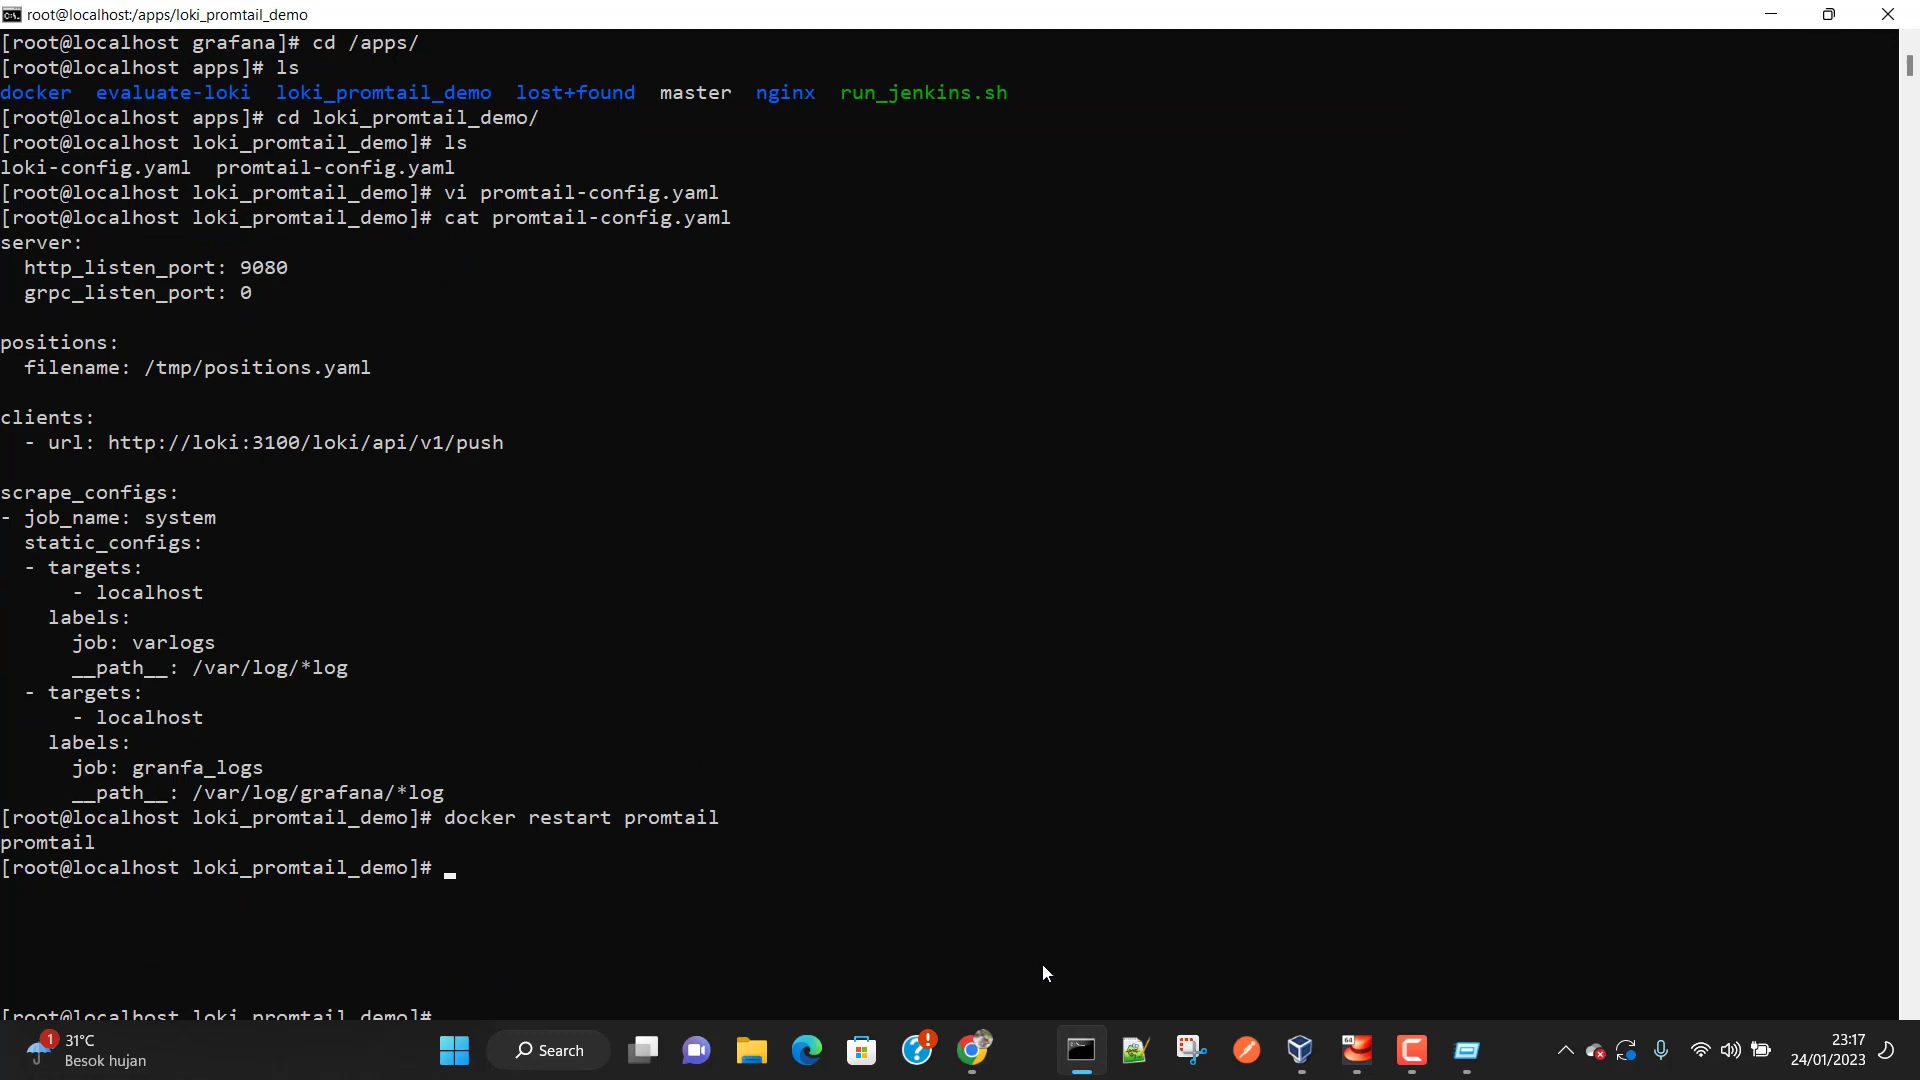 root@localhost:/apps/loki_promtail_demo
[root@localhost grafana]# cd /apps/
[root@localhost apps]# ls
docker  evaluate-loki  loki_promtail_demo  lost+found  master  nginx  run_jenkins.sh
[root@localhost apps]# cd loki_promtail_demo/
[root@localhost loki_promtail_demo]# ls
loki-config.yaml  promtail-config.yaml
[root@localhost loki_promtail_demo]# vi promtail-config.yaml
[root@localhost loki_promtail_demo]# cat promtail-config.yaml
server:
  http_listen_port: 9080
  grpc_listen_port: 0
positions:
  filename: /tmp/positions.yaml
clients:
  - url: http://loki:3100/loki/api/v1/push
scrape_configs:
- job_name: system
  static_configs:
  - targets:
      - localhost
    labels:
      job: varlogs
      __path__: /var/log/*log
  - targets:
      - localhost
    labels:
      job: granfa_logs
      __path__: /var/log/grafana/*log
[root@localhost loki_promtail_demo]# docker restart promtail
promtail
[root@localhost loki_promtail_demo]#
[root@localhost loki_promtail_demo]#
1
31°C
Besok hujan
Search
64
23:17
24/01/2023